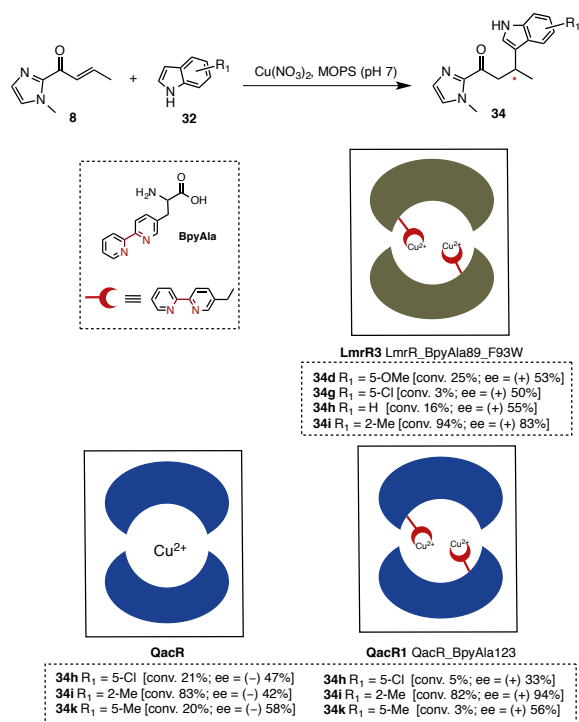 O
N
N
8
+
R₁
N
H
32
Cu(NO₃)₂, MOPS (pH 7)
HN
R₁
O
N
N
*
34
H₂N
O
OH
N
N
BpyAla
≡
N
N
Cu²⁺
Cu²⁺
LmrR3 LmrR_BpyAla89_F93W
34d R₁ = 5-OMe [conv. 25%; ee = (+) 53%]
34g R₁ = 5-Cl [conv. 3%; ee = (+) 50%]
34h R₁ = H [conv. 16%; ee = (+) 55%]
34i R₁ = 2-Me [conv. 94%; ee = (+) 83%]
Cu²⁺
QacR
34h R₁ = 5-Cl [conv. 21%; ee = (−) 47%]
34i R₁ = 2-Me [conv. 83%; ee = (−) 42%]
34k R₁ = 5-Me [conv. 20%; ee = (−) 58%]
Cu²⁺
Cu²⁺
QacR1 QacR_BpyAla123
34h R₁ = 5-Cl [conv. 5%; ee = (+) 33%]
34i R₁ = 2-Me [conv. 82%; ee = (+) 94%]
34k R₁ = 5-Me [conv. 3%; ee = (+) 56%]